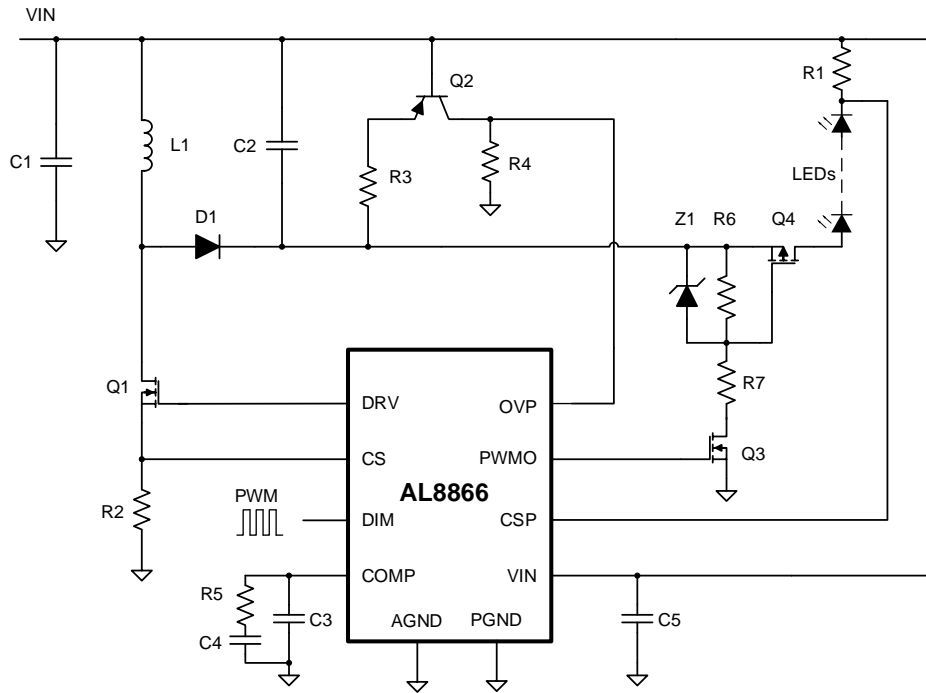 VIN
R1
Q2
L1
C2
C1
R4
R3
LEDs
D1
Z1
R6
Q4
R7
Q1
DRV
OVP
CS
PWMO
Q3
AL8866
R2
PWM
DIM
CSP
COMP
VIN
R5
C3
C4
AGND
PGND
C5